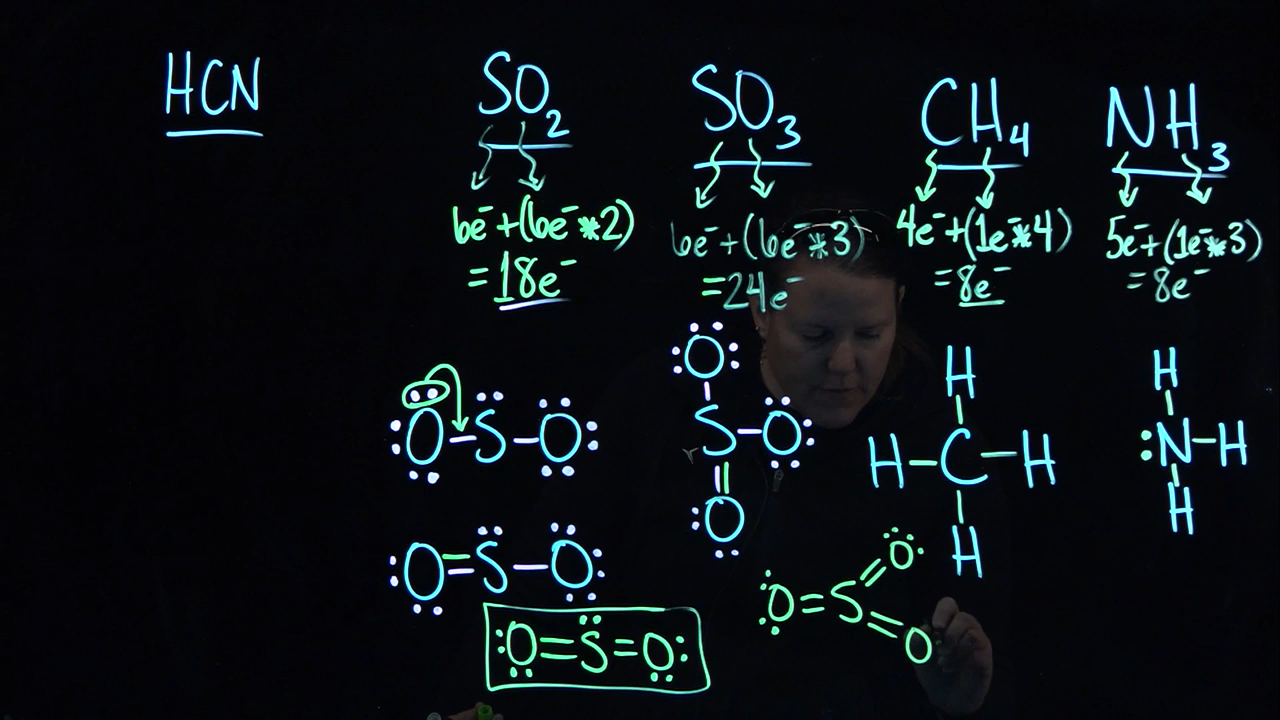 HCN
SO2
6e⁻+(6e⁻*2)
=18e⁻
:O-S-O:
:O=S-O:
:O=S=O:
SO3
6e⁻+(6e⁻*3)
=24e⁻
:O:
S-O:
:O
O=S=O
O
CH4
4e⁻+(1e⁻*4)
=8e⁻
H
H-C-H
H
NH3
5e⁻+(1e⁻*3)
=8e⁻
H
:N-H
H